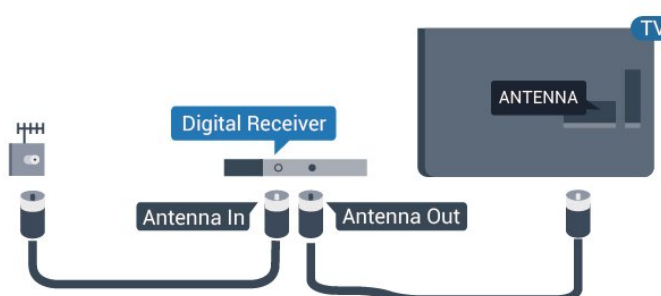 TV
ANTENNA
Digital Receiver
Antenna In
Antenna Out